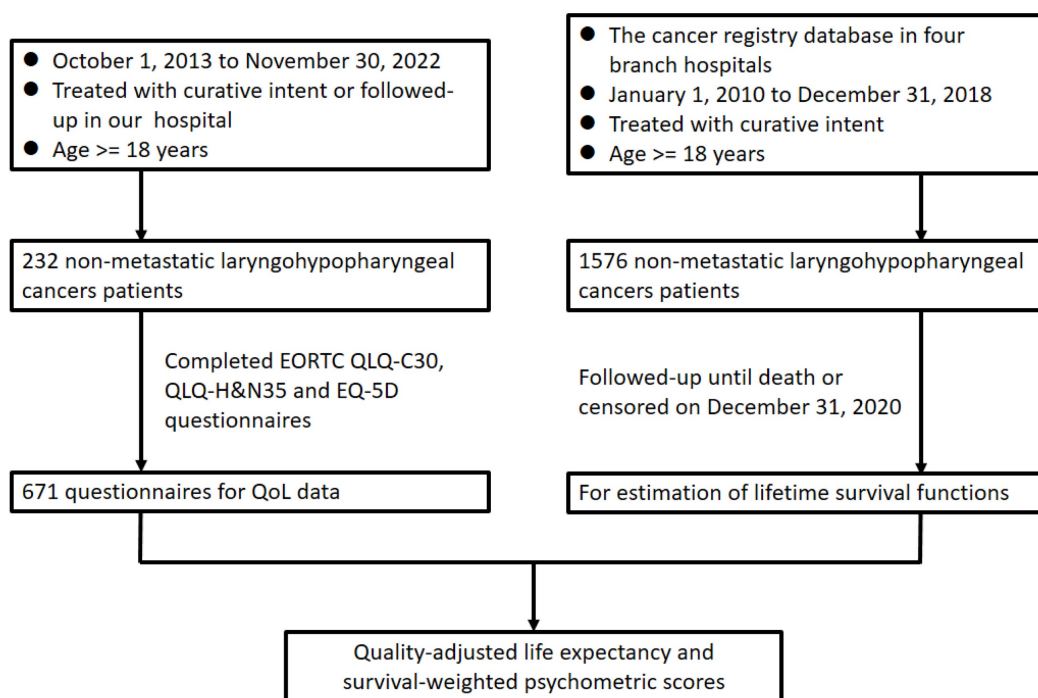 ● October 1, 2013 to November 30, 2022
● Treated with curative intent or followed-
up in our hospital
● Age >= 18 years
● The cancer registry database in four
branch hospitals
● January 1, 2010 to December 31, 2018
● Treated with curative intent
● Age >= 18 years
232 non-metastatic laryngohypopharyngeal
cancers patients
1576 non-metastatic laryngohypopharyngeal
cancers patients
Completed EORTC QLQ-C30,
QLQ-H&N35 and EQ-5D
questionnaires
Followed-up until death or
censored on December 31, 2020
671 questionnaires for QoL data
For estimation of lifetime survival functions
Quality-adjusted life expectancy and
survival-weighted psychometric scores